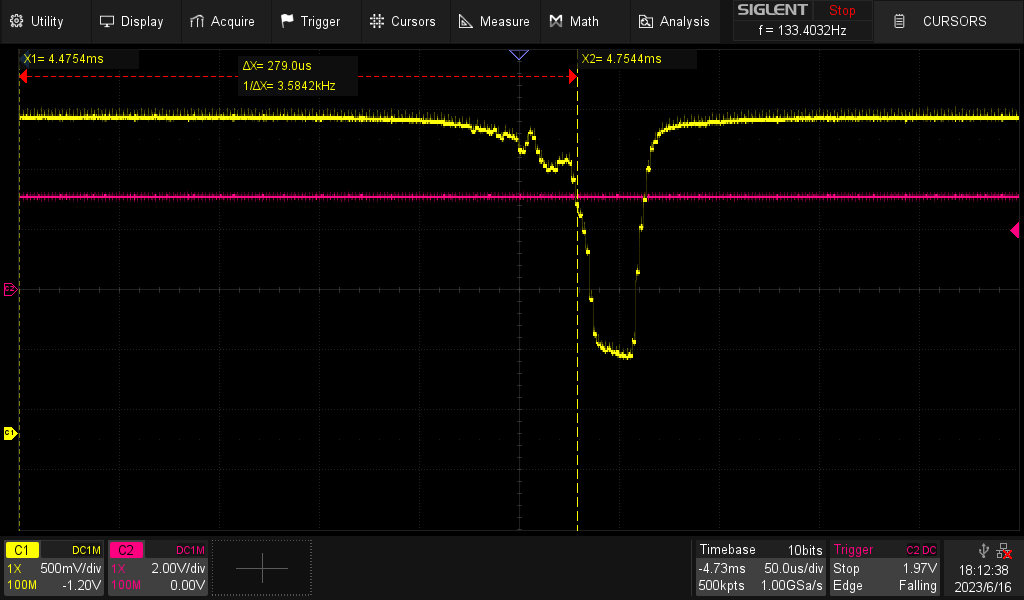 Utility Display Acquire Trigger Cursors Measure Math Analysis
SIGLENT Stop
f = 133.4032Hz
CURSORS
X1= 4.4754ms
ΔX= 279.0us
1/ΔX= 3.5842kHz
X2= 4.7544ms
C2
C1
C1 DC1M
1X 500mV/div
100M -1.20V
C2 DC1M
1X 2.00V/div
100M 0.00V
Timebase 10bits
-4.73ms 50.0us/div
500kpts 1.00GSa/s
Trigger C2 DC
Stop 1.97V
Edge Falling
18:12:38
2023/6/16